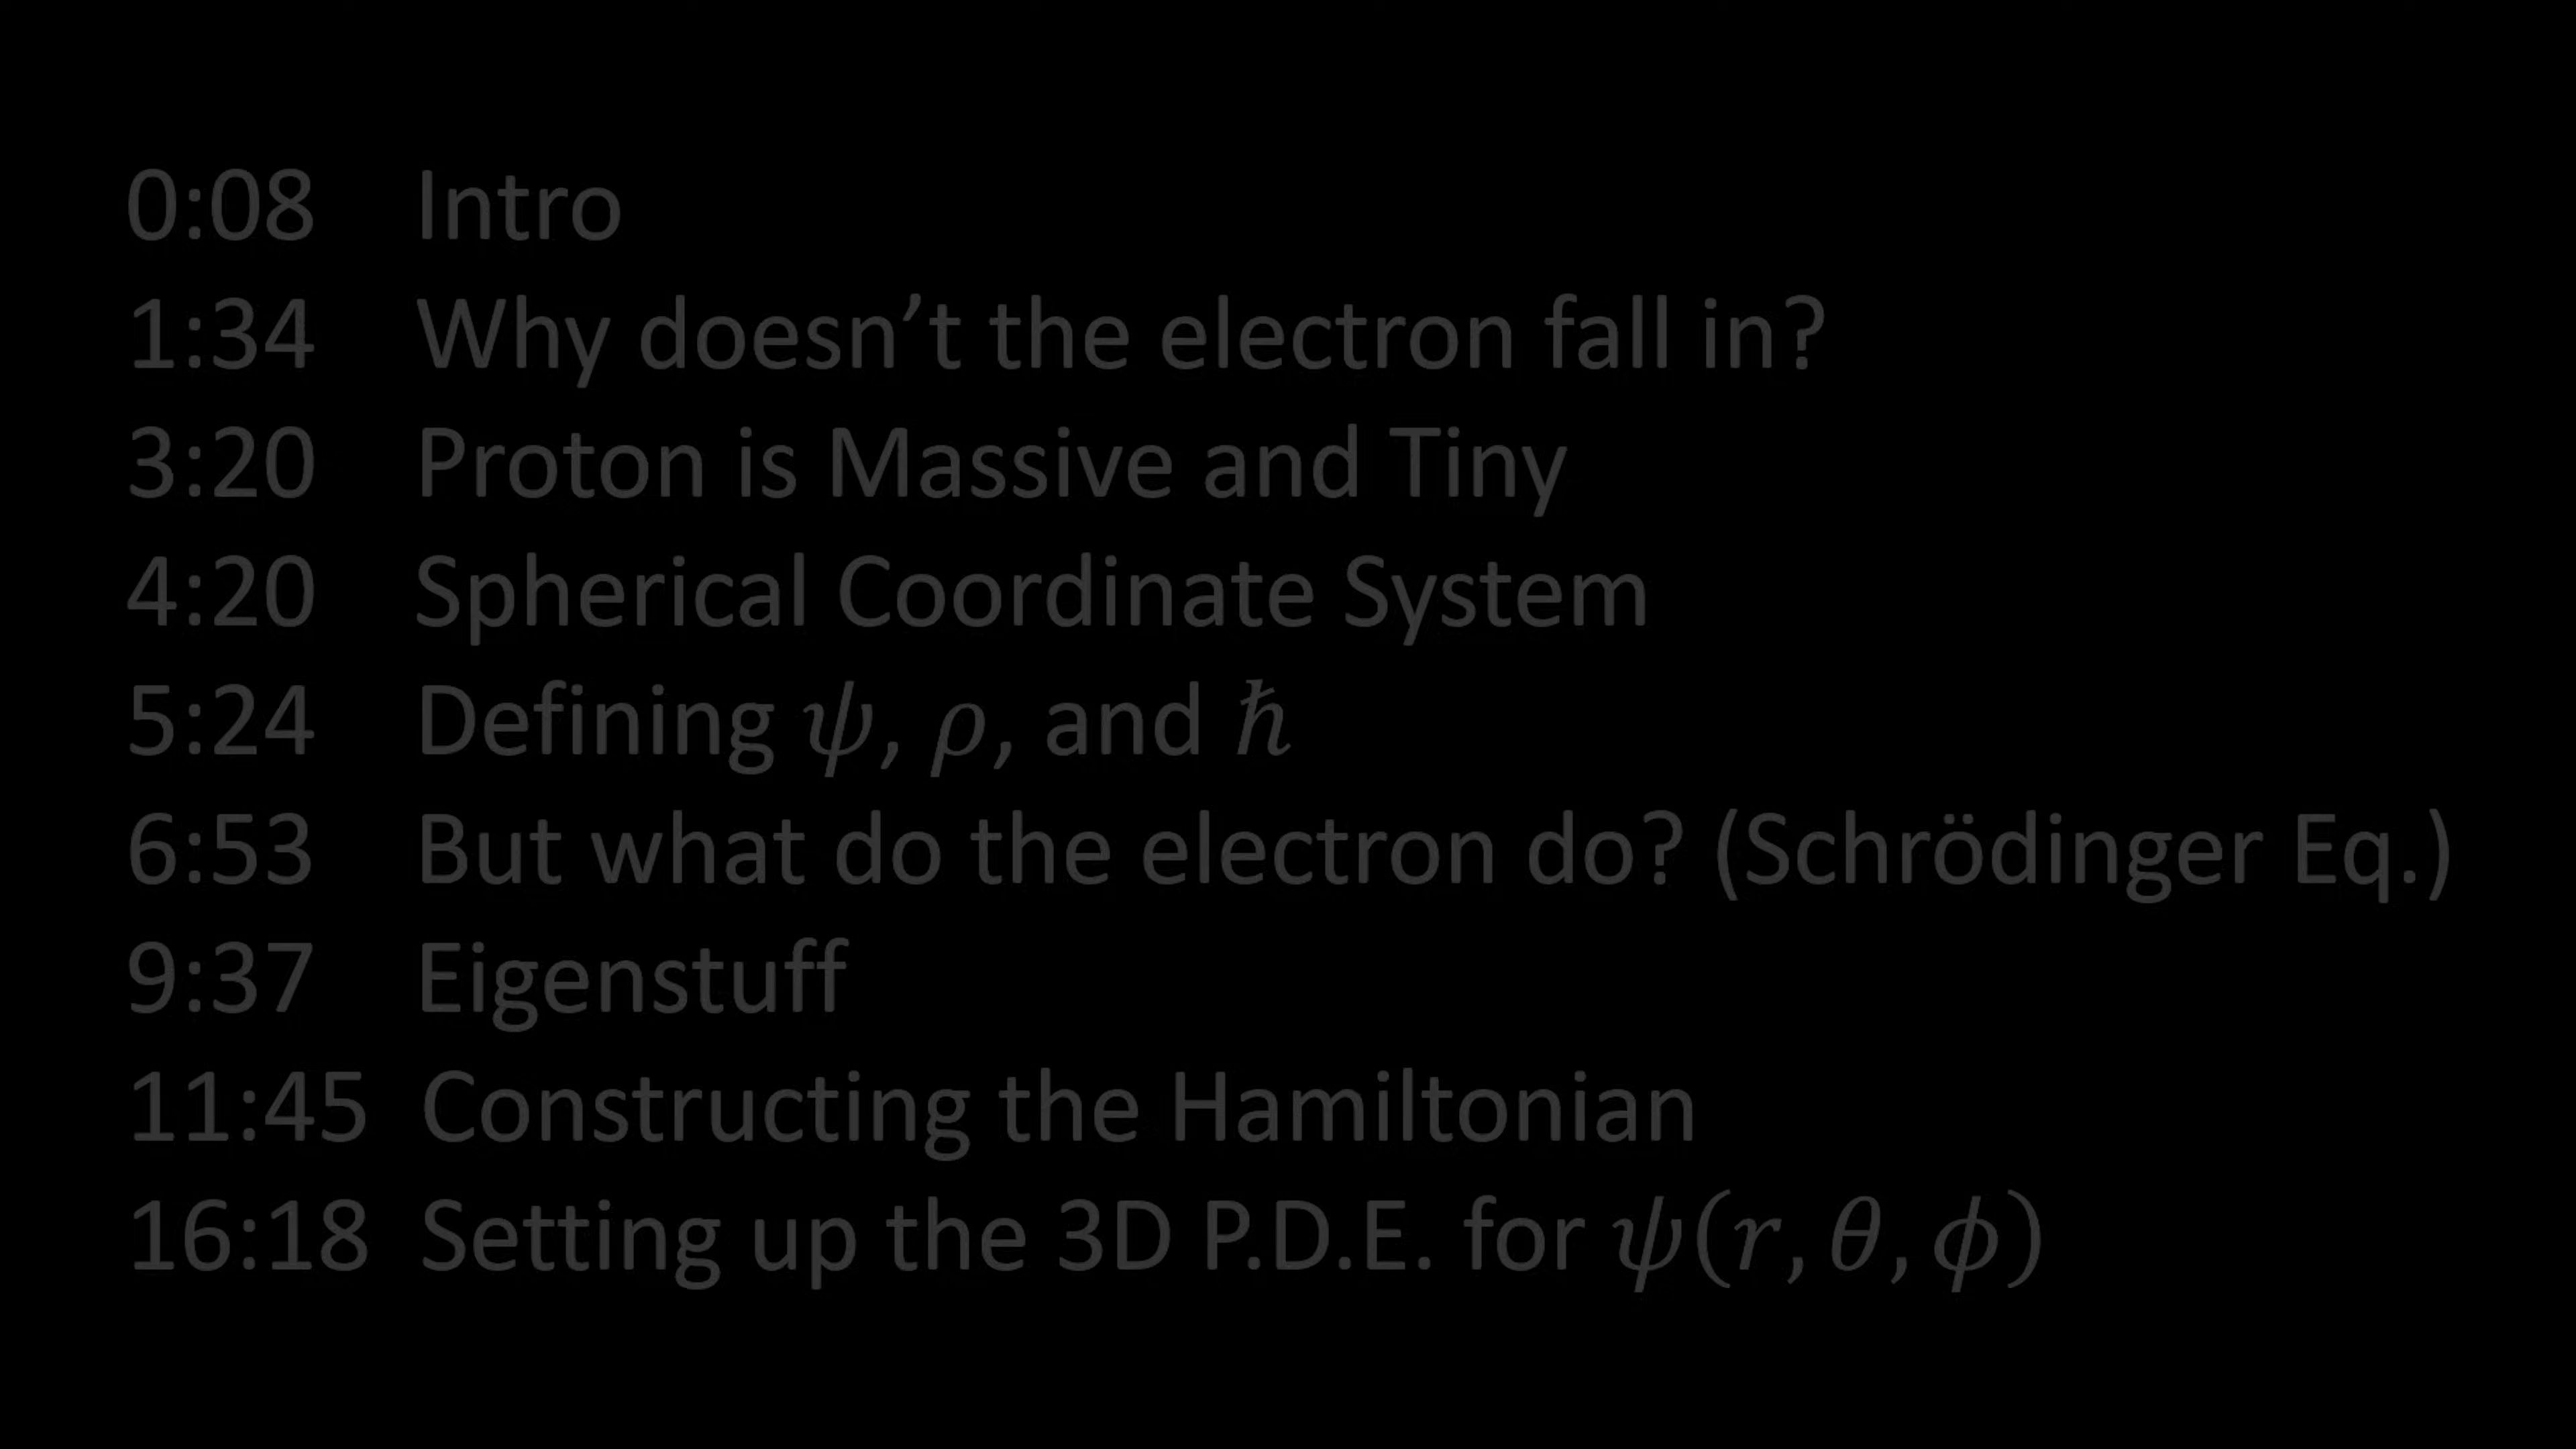 0:08 Intro
1:34 Why doesn’t the electron fall in?
3:20 Proton is Massive and Tiny
4:20 Spherical Coordinate System
5:24 Defining ψ, ρ, and ℏ
6:53 But what do the electron do? (Schrödinger Eq.)
9:37 Eigenstuff
11:45 Constructing the Hamiltonian
16:18 Setting up the 3D P.D.E. for ψ(r, θ, ϕ)